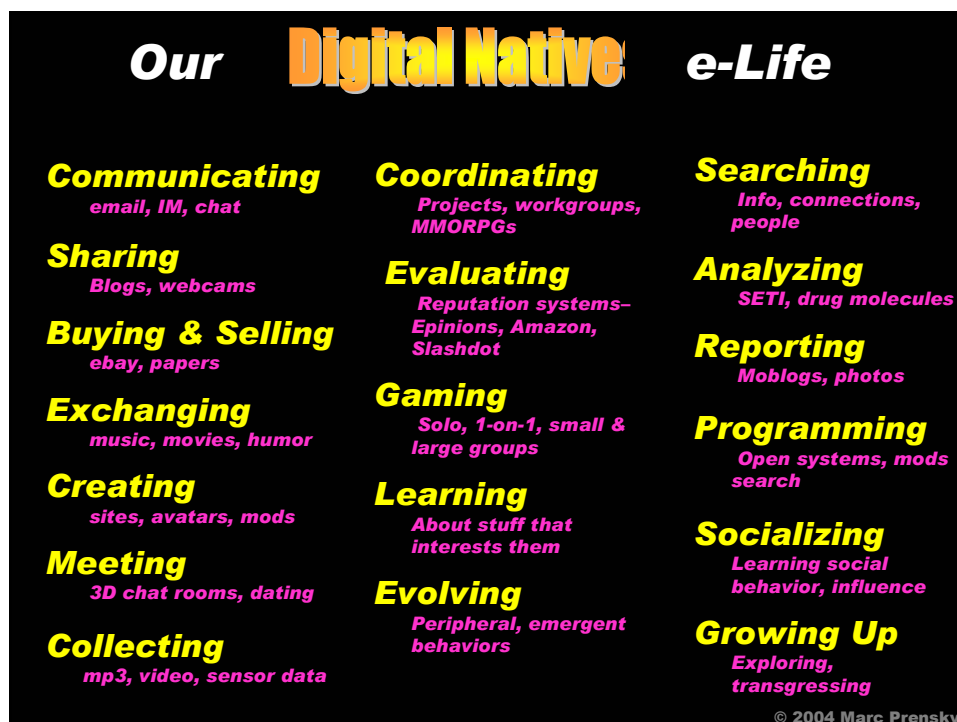 Our Digital Natives e-Life
Communicating
email, IM, chat
Sharing
Blogs, webcams
Buying & Selling
ebay, papers
Exchanging
music, movies, humor
Creating
sites, avatars, mods
Meeting
3D chat rooms, dating
Collecting
mp3, video, sensor data
Coordinating
Projects, workgroups,
MMORPGs
Evaluating
Reputation systems–
Epinions, Amazon,
Slashdot
Gaming
Solo, 1-on-1, small &
large groups
Learning
About stuff that
interests them
Evolving
Peripheral, emergent
behaviors
Searching
Info, connections,
people
Analyzing
SETI, drug molecules
Reporting
Moblogs, photos
Programming
Open systems, mods
search
Socializing
Learning social
behavior, influence
Growing Up
Exploring,
transgressing
© 2004 Marc Prensky